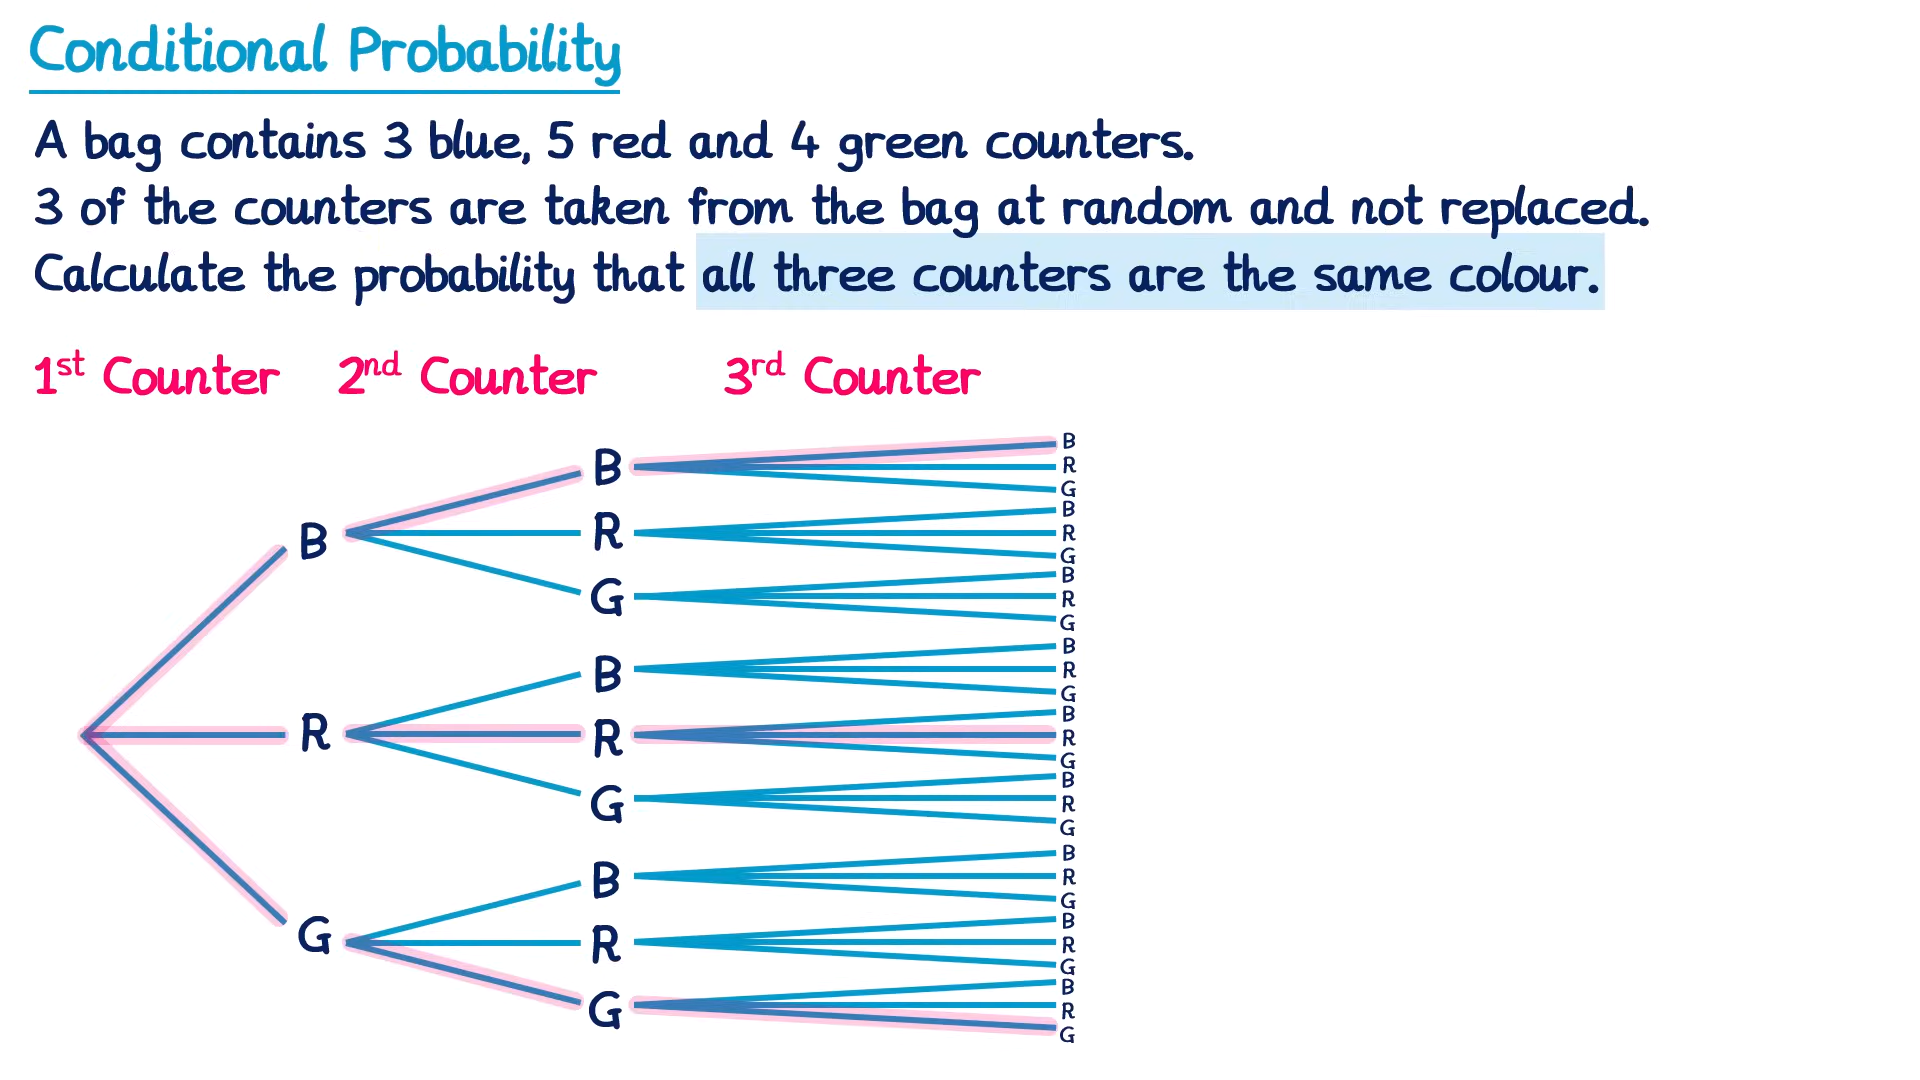 Conditional Probability
A bag contains 3 blue, 5 red and 4 green counters.
3 of the counters are taken from the bag at random and not replaced.
Calculate the probability that all three counters are the same colour.
1st Counter 2nd Counter 3rd Counter
B
R
G
B
R
G
B
R
G
B
R
G
B
R
G
B
R
G
B
R
G
B
R
G
B
R
G
B
R
G
B
R
G
B
R
G
B
R
G